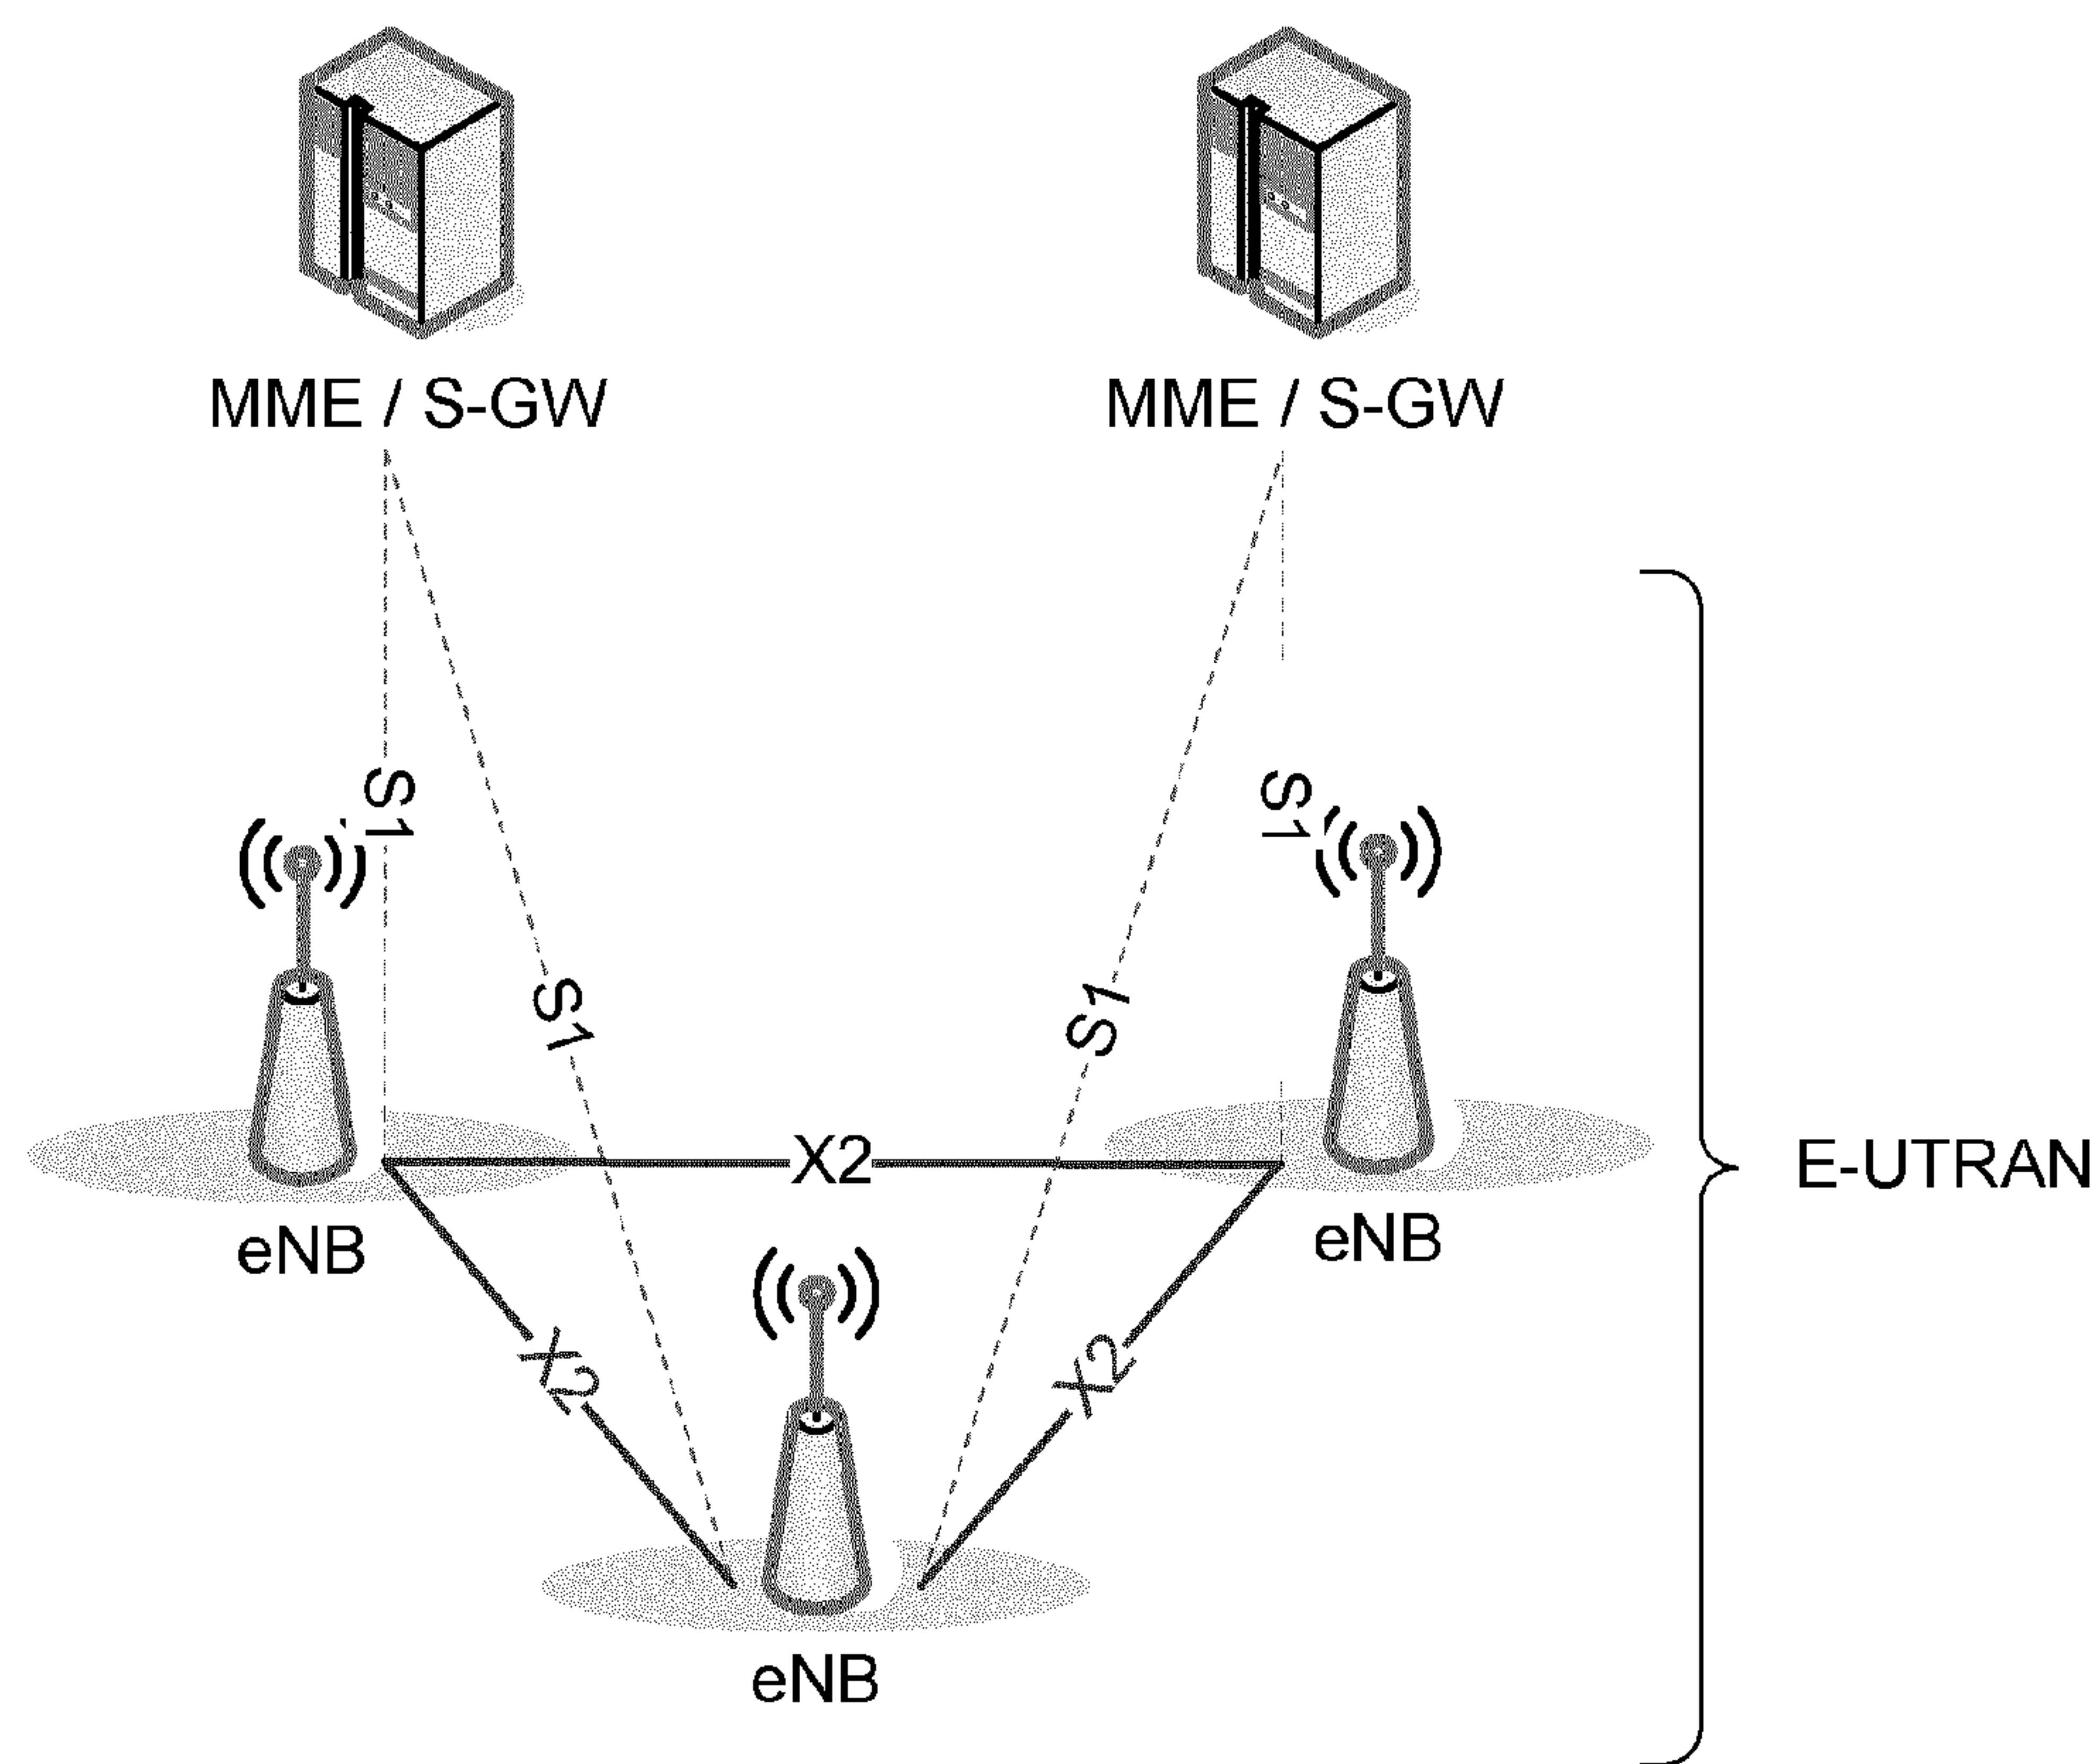 MME / S-GW
MME / S-GW
S1
S1
S1
S1
X2
E-UTRAN
eNB
eNB
X2
X2
eNB